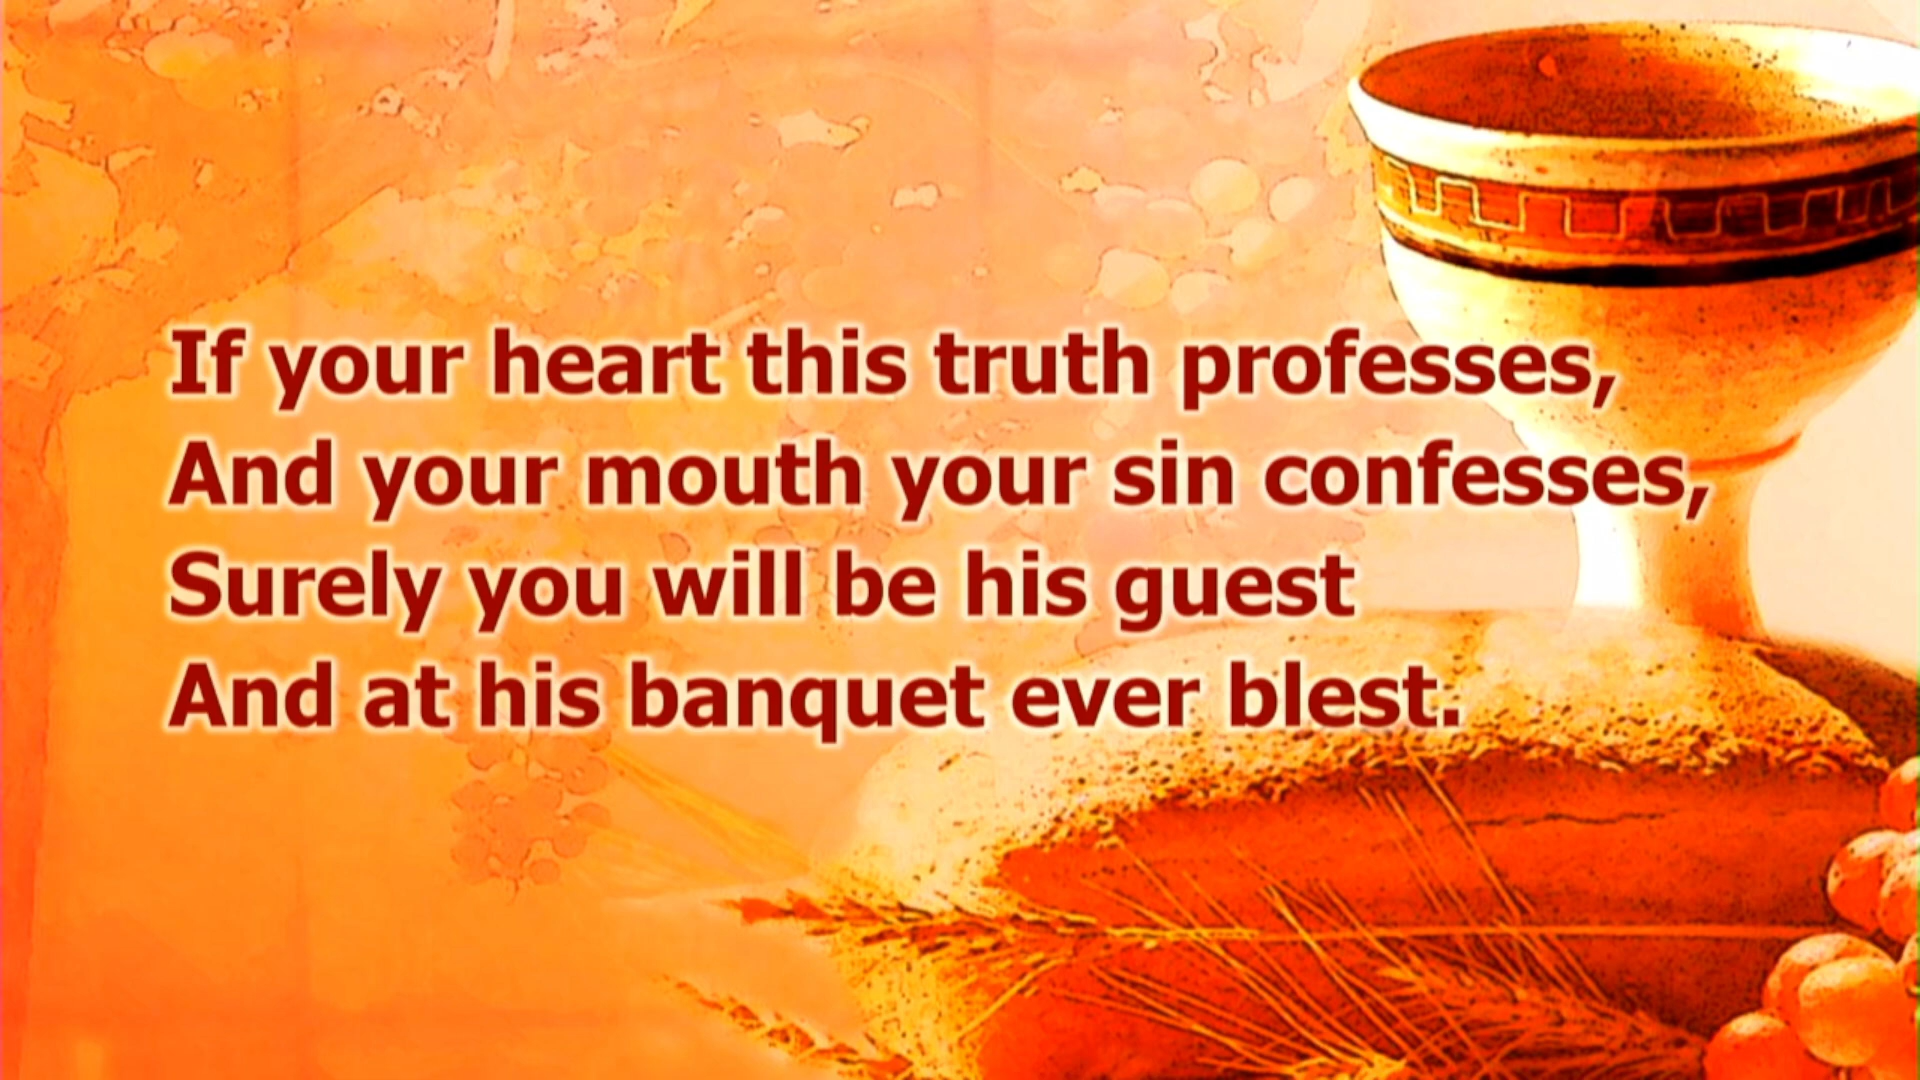 If your heart this truth professes,
And your mouth your sin confesses,
Surely you will be his guest
And at his banquet ever blest.